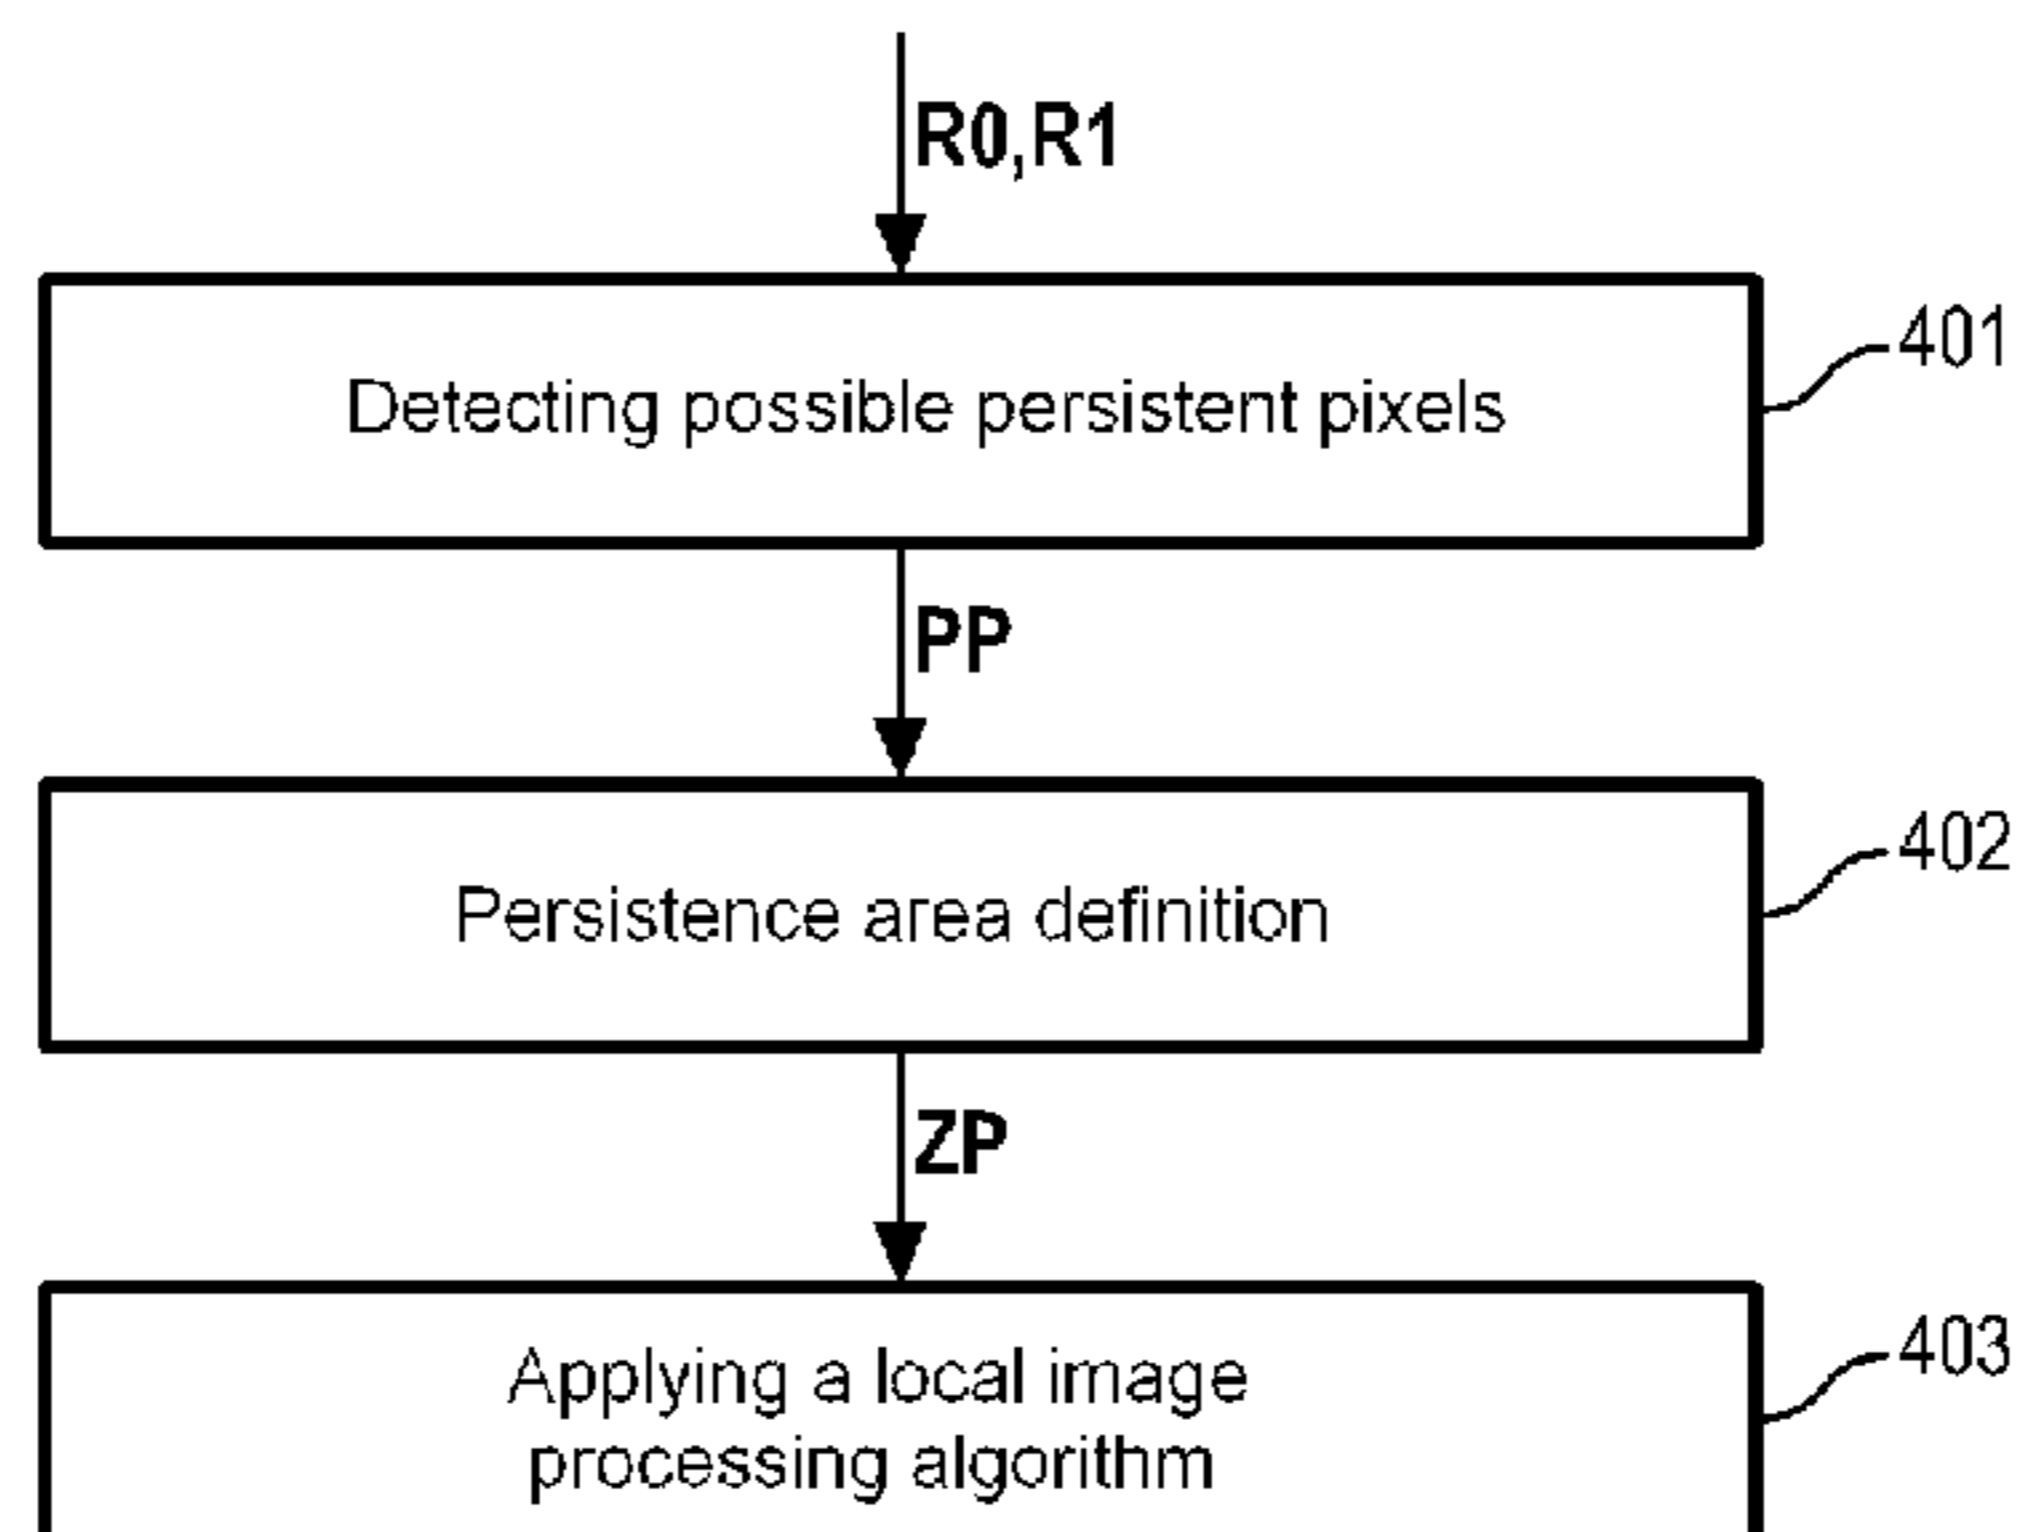 R0,R1
Detecting possible persistent pixels
401
PP
Persistence area definition
402
ZP
Applying a local image
processing algorithm
403